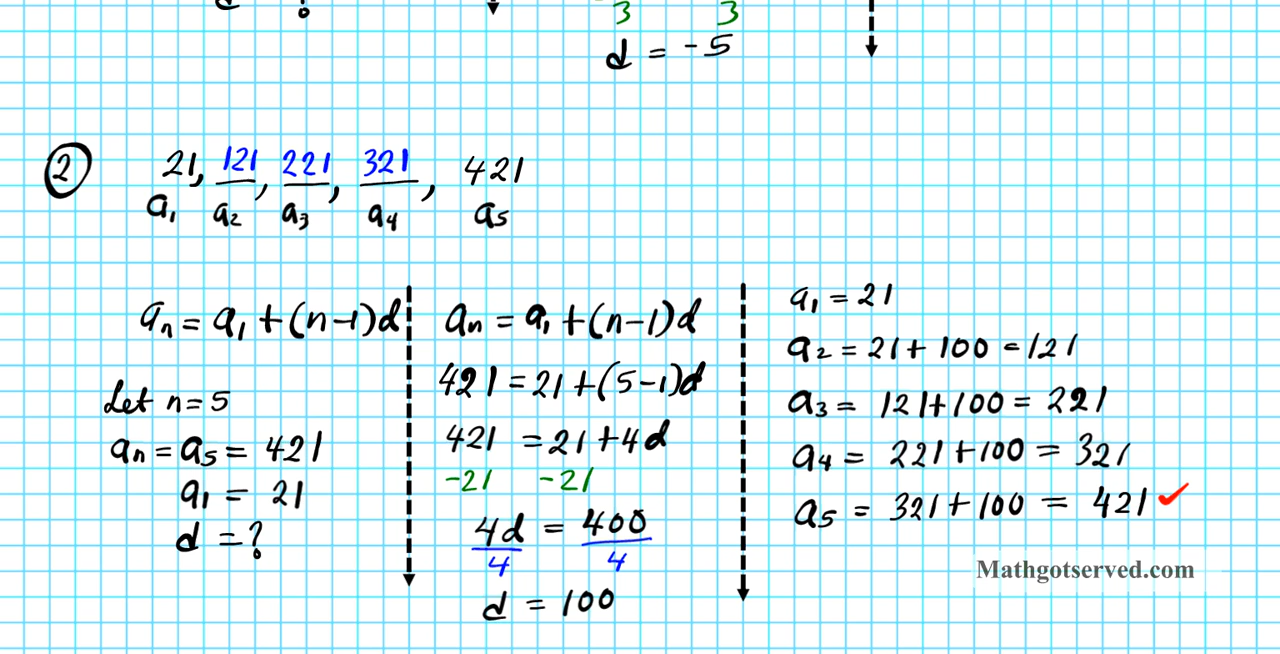 3 3
d = -5
2 21, 121, 221, 321, 421
a1 a2 a3 a4 a5
an = a1 + (n-1)d
Let n=5
an = a5 = 421
a1 = 21
d = ?
an = a1 + (n-1)d
421 = 21 + (5-1)d
421 = 21 + 4d
-21 -21
4d = 400
4 4
d = 100
a1 = 21
a2 = 21 + 100 = 121
a3 = 121 + 100 = 221
a4 = 221 + 100 = 321
a5 = 321 + 100 = 421 ✓
Mathgotserved.com